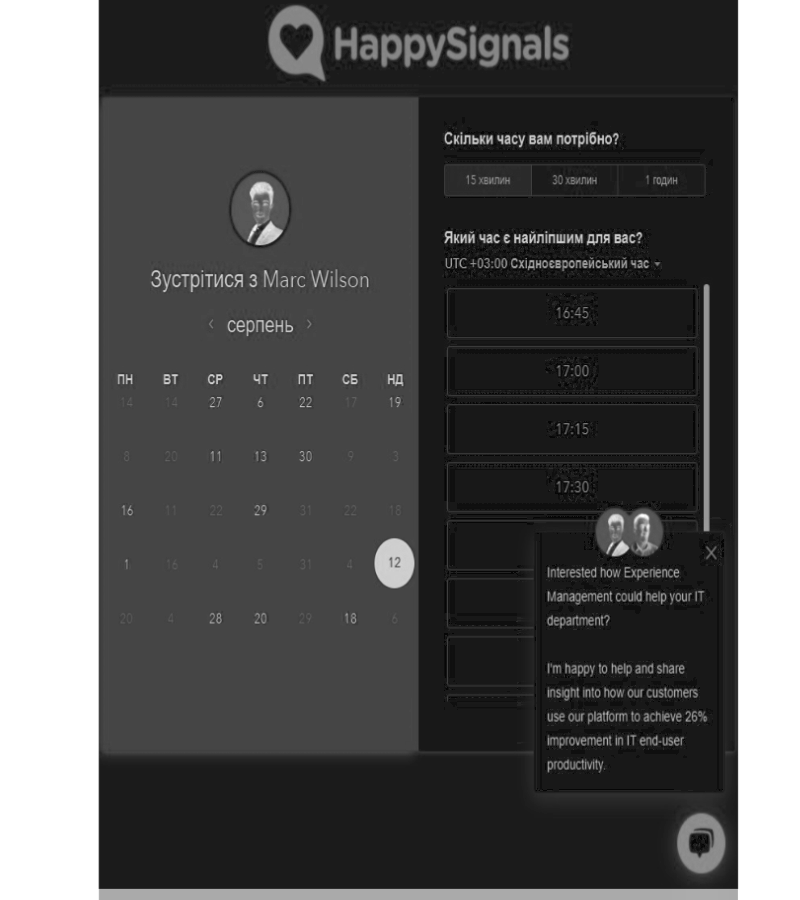 HappySignals
Зустрітися з Marc Wilson
серпень
ПН ВТ СР ЧТ ПТ СБ НД
14 14 27 6 22 17 19
8 20 11 13 30 9 3
16 11 22 29 31 22 18
1 16 4 5 31 4 12
20 4 28 20 29 18 6
Скільки часу вам потрібно?
15 хвилин 30 хвилин 1 годин
Який час є найліпшим для вас?
UTC +03:00 Східноєвропейський час
16:45
17:00
17:15
17:30
Interested how Experience
Management could help your IT
department?
I'm happy to help and share
insight into how our customers
use our platform to achieve 26%
improvement in IT end-user
productivity.